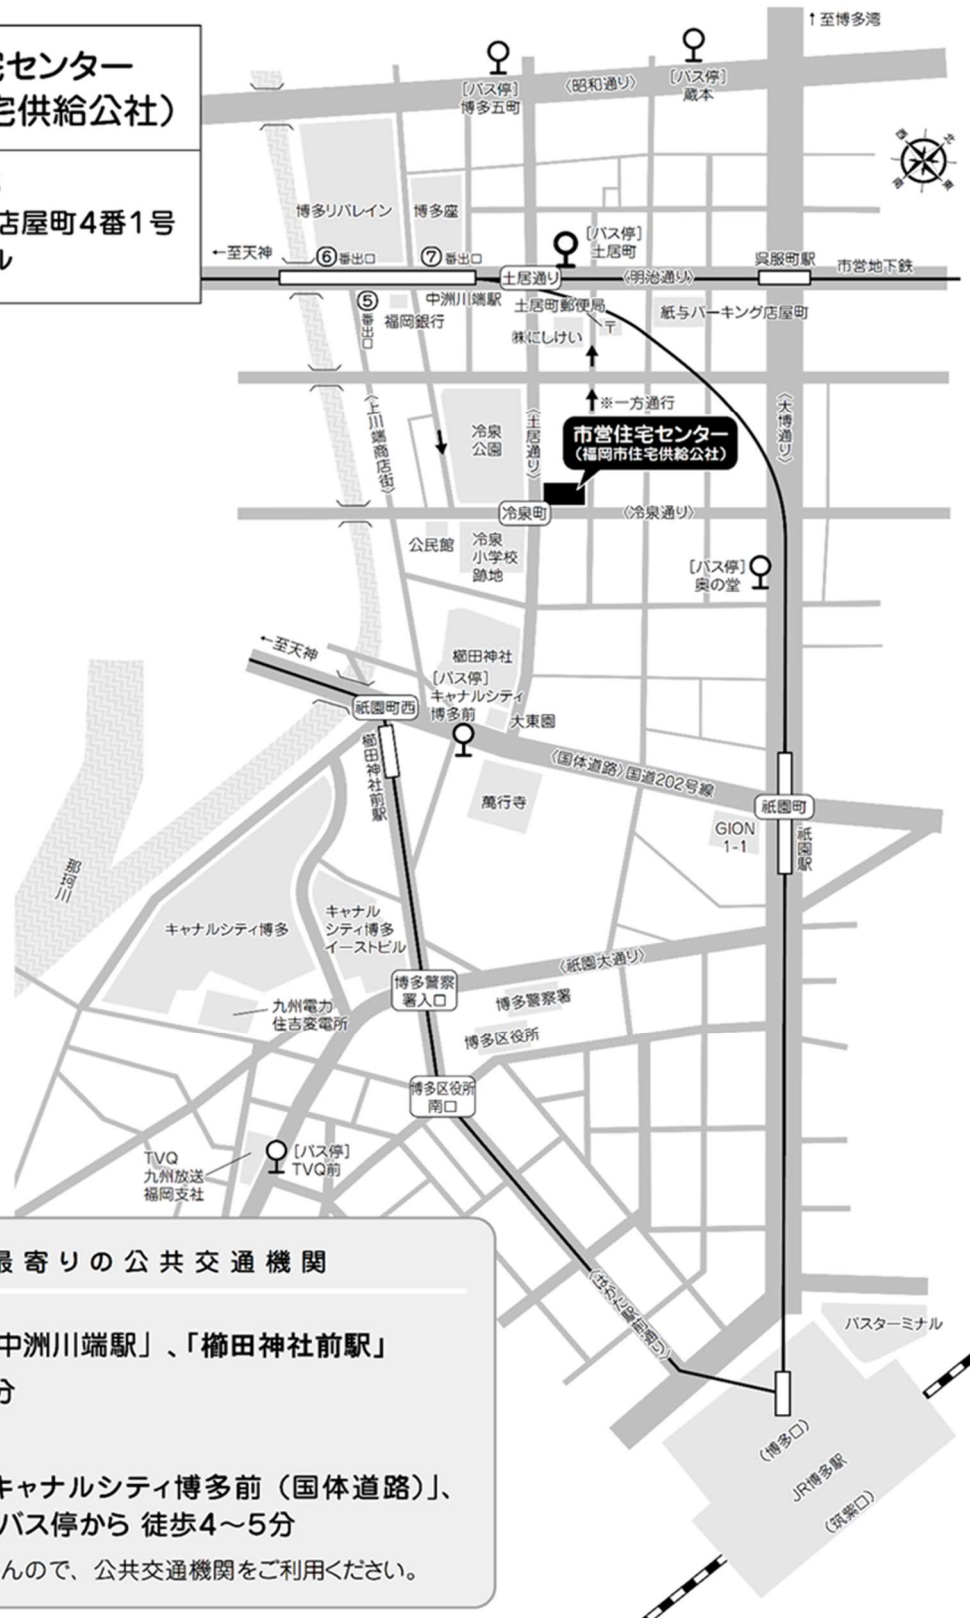 宅センター
宅供給公社）
店屋町4番1号
ル
↑至博多湾
[バス停]
博多五町
〈昭和通り〉
[バス停]
蔵本
北
東
南
西
博多リバレイン
博多座
[バス停]
土居町
←至天神
⑥番出口
⑦番出口
土居通り
〈明治通り〉
呉服町駅
市営地下鉄
⑤番出口
福岡銀行
中洲川端駅
土居町郵便局
〒
㈱にしけい
紙与パーキング店屋町
※一方通行
〈上川端商店街〉
冷泉
公園
〈土居通り〉
市営住宅センター
（福岡市住宅供給公社）
〈大博通り〉
冷泉町
〈冷泉通り〉
公民館
冷泉
小学校
跡地
[バス停]
奥の堂
←至天神
櫛田神社
[バス停]
キャナルシティ
博多前
祇園町西
大東園
櫛田神社前駅
〈国体道路〉国道202号線
萬行寺
祇園町
GION
1-1
祇園駅
那珂川
キャナルシティ博多
キャナル
シティ博多
イーストビル
〈祇園大通り〉
博多警察
署入口
博多警察署
九州電力
住吉変電所
博多区役所
博多区役所
南口
TVQ
九州放送
福岡支社
[バス停]
TVQ前
〈はかた駅前通り〉
バスターミナル
（博多口）
JR博多駅
（筑紫口）
最寄りの公共交通機関
中洲川端駅」、「櫛田神社前駅」
分
キャナルシティ博多前（国体道路）」、
バス停から 徒歩4～5分
んので、公共交通機関をご利用ください。